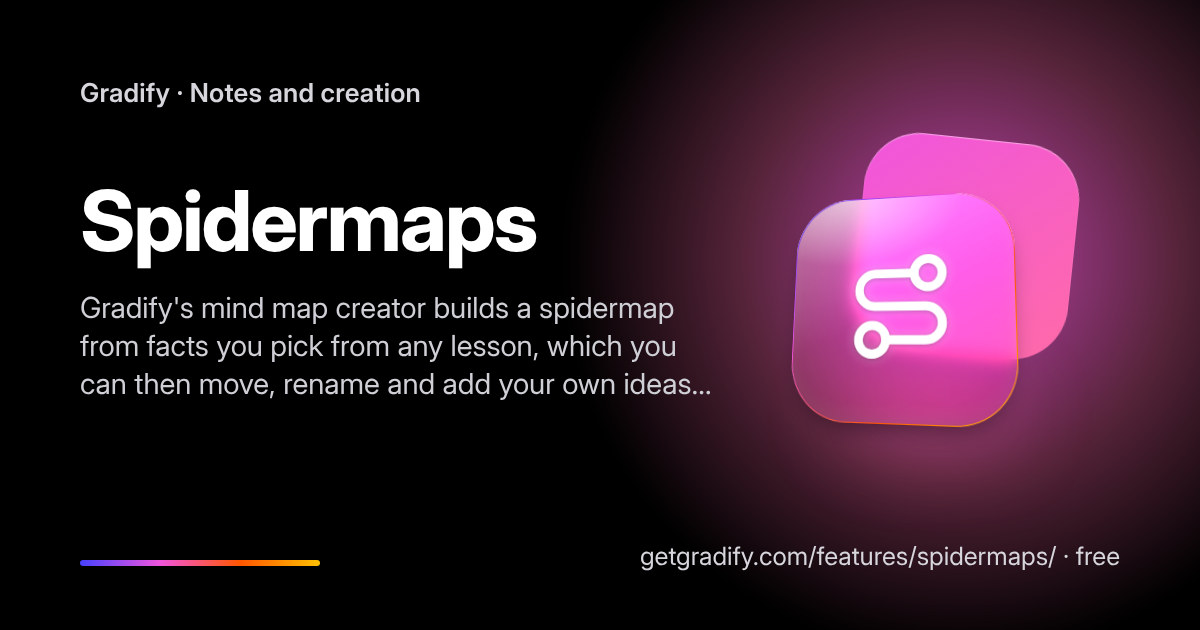 Gradify · Notes and creation
Spidermaps
Gradify's mind map creator builds a spidermap
from facts you pick from any lesson, which you
can then move, rename and add your own ideas...
getgradify.com/features/spidermaps/ · free